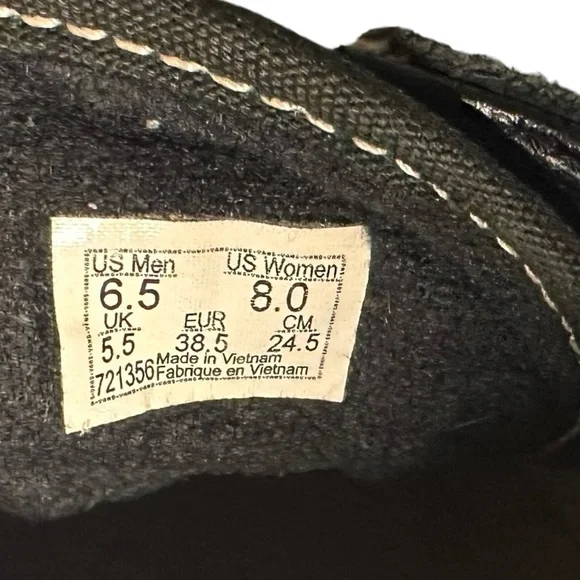 US Men US Women
6.5 8.0
UK EUR CM
5.5 38.5 24.5
Made in Vietnam
721356 Fabrique en Vietnam